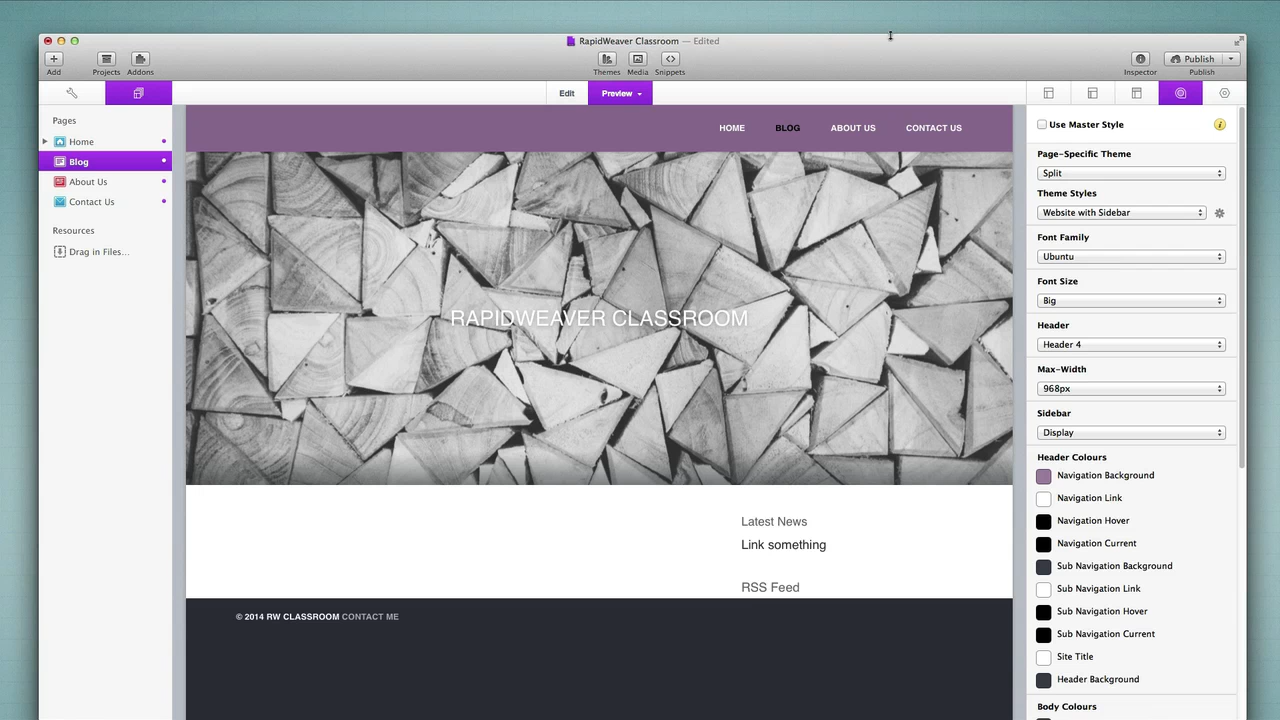 RapidWeaver Classroom — Edited
Add
Projects
Addons
Themes
Media
Snippets
Inspector
Publish
Publish
Edit
Preview
Pages
Home
Blog
About Us
Contact Us
Resources
Drag in Files...
HOME
BLOG
ABOUT US
CONTACT US
RAPIDWEAVER CLASSROOM
Latest News
Link something
RSS Feed
© 2014 RW CLASSROOM CONTACT ME
Use Master Style
i
Page-Specific Theme
Split
Theme Styles
Website with Sidebar
Font Family
Ubuntu
Font Size
Big
Header
Header 4
Max-Width
968px
Sidebar
Display
Header Colours
Navigation Background
Navigation Link
Navigation Hover
Navigation Current
Sub Navigation Background
Sub Navigation Link
Sub Navigation Hover
Sub Navigation Current
Site Title
Header Background
Body Colours